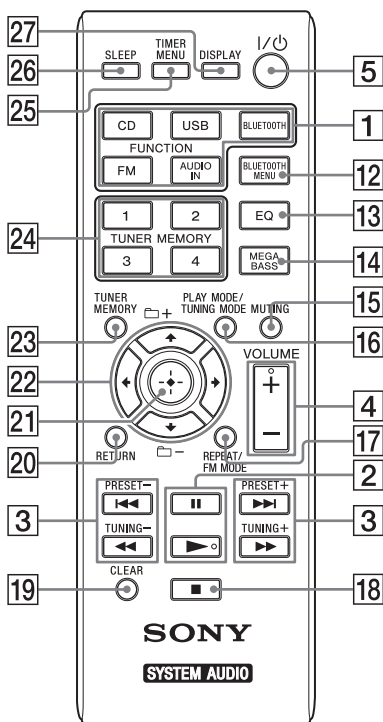 27
26
SLEEP
TIMER
MENU
DISPLAY
I/⏻
5
25
CD
USB
BLUETOOTH
1
FUNCTION
FM
AUDIO
IN
BLUETOOTH
MENU
12
24
1
2
EQ
13
TUNER MEMORY
3
4
MEGA
BASS
14
TUNER
MEMORY
PLAY MODE/
TUNING MODE
MUTING
15
23
+
16
22
VOLUME
+
4
21
–
20
RETURN
–
REPEAT/
FM MODE
17
2
PRESET–
PRESET+
3
TUNING–
TUNING+
3
CLEAR
19
18
SONY
SYSTEM AUDIO